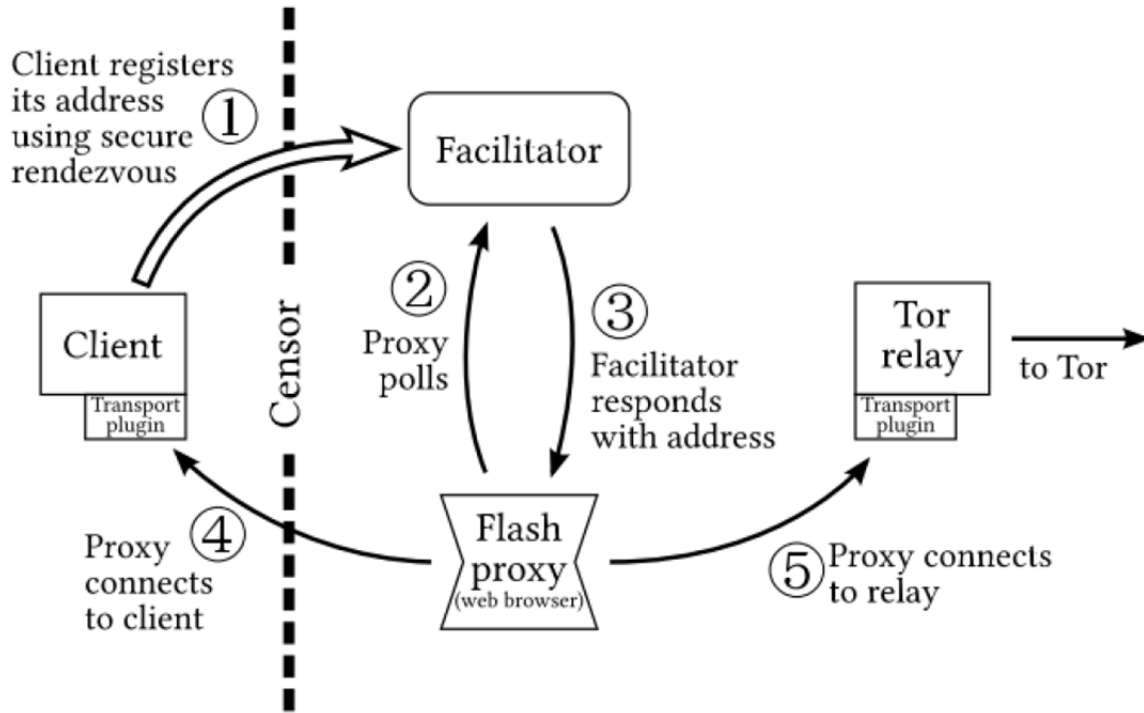 Client registers
its address
using secure
rendezvous
①
Facilitator
②
Proxy
polls
③
Facilitator
responds
with address
Client
Transport
plugin
Censor
Tor
relay
Transport
plugin
to Tor
④
Proxy
connects
to client
Flash
proxy
(web browser)
⑤
Proxy connects
to relay